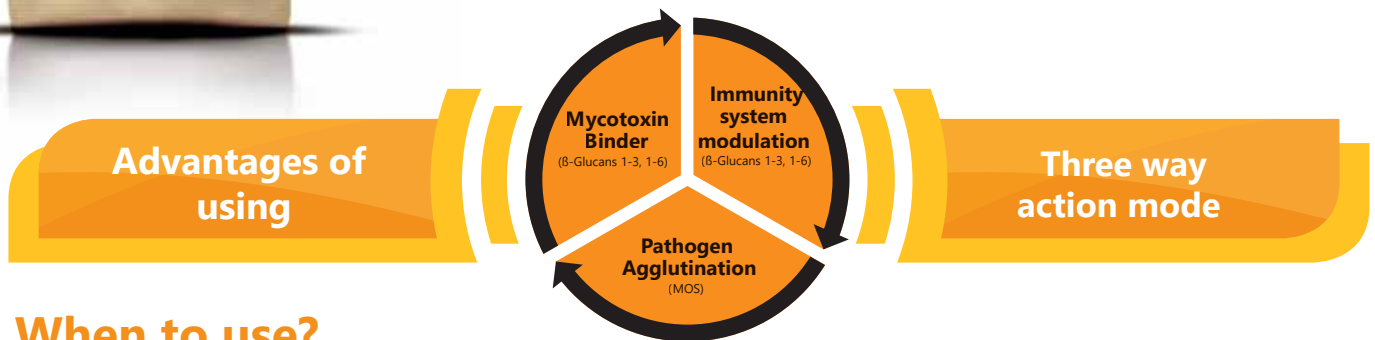 Advantages of
using
Mycotoxin
Binder
(ß-Glucans 1-3, 1-6)
Immunity
system
modulation
(ß-Glucans 1-3, 1-6)
Pathogen
Agglutination
(MOS)
Three way
action mode
When to use?